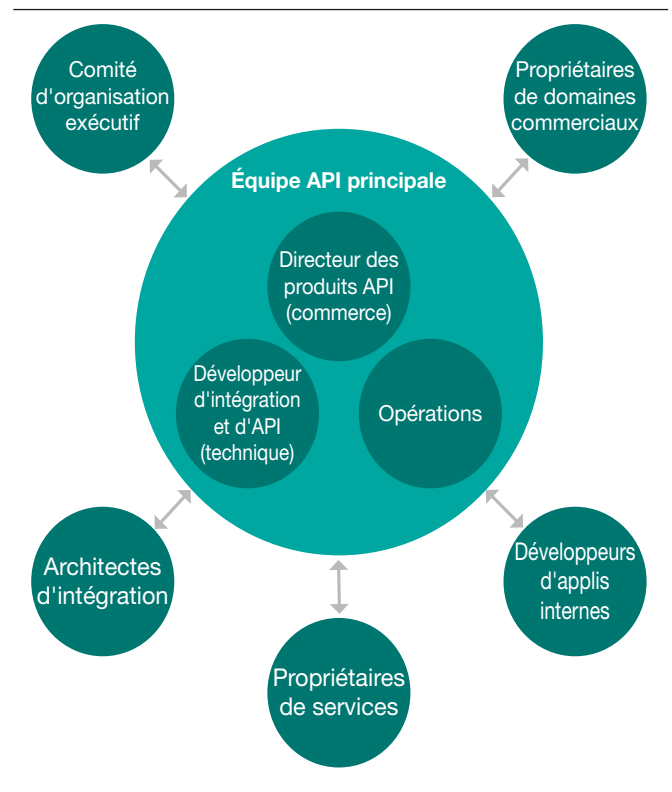 Comité
d'organisation
exécutif
Propriétaires
de domaines
commerciaux
Équipe API principale
Directeur des
produits API
(commerce)
Développeur
d'intégration
et d'API
(technique)
Opérations
Architectes
d'intégration
Développeurs
d'applis
internes
Propriétaires
de services